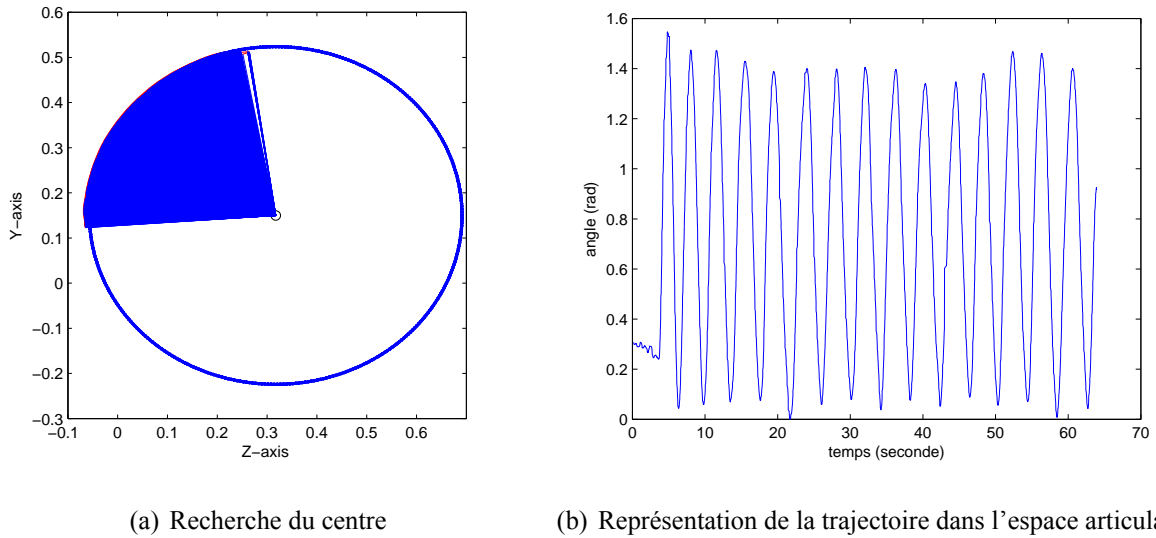 0.6
0.5
0.4
0.3
0.2
0.1
0
−0.1
−0.2
−0.3
Y−axis
−0.1 0 0.1 0.2 0.3 0.4 0.5 0.6
Z−axis
1.6
1.4
1.2
1
0.8
0.6
0.4
0.2
0
angle (rad)
0 10 20 30 40 50 60 70
temps (seconde)
(a) Recherche du centre
(b) Représentation de la trajectoire dans l’espace articula